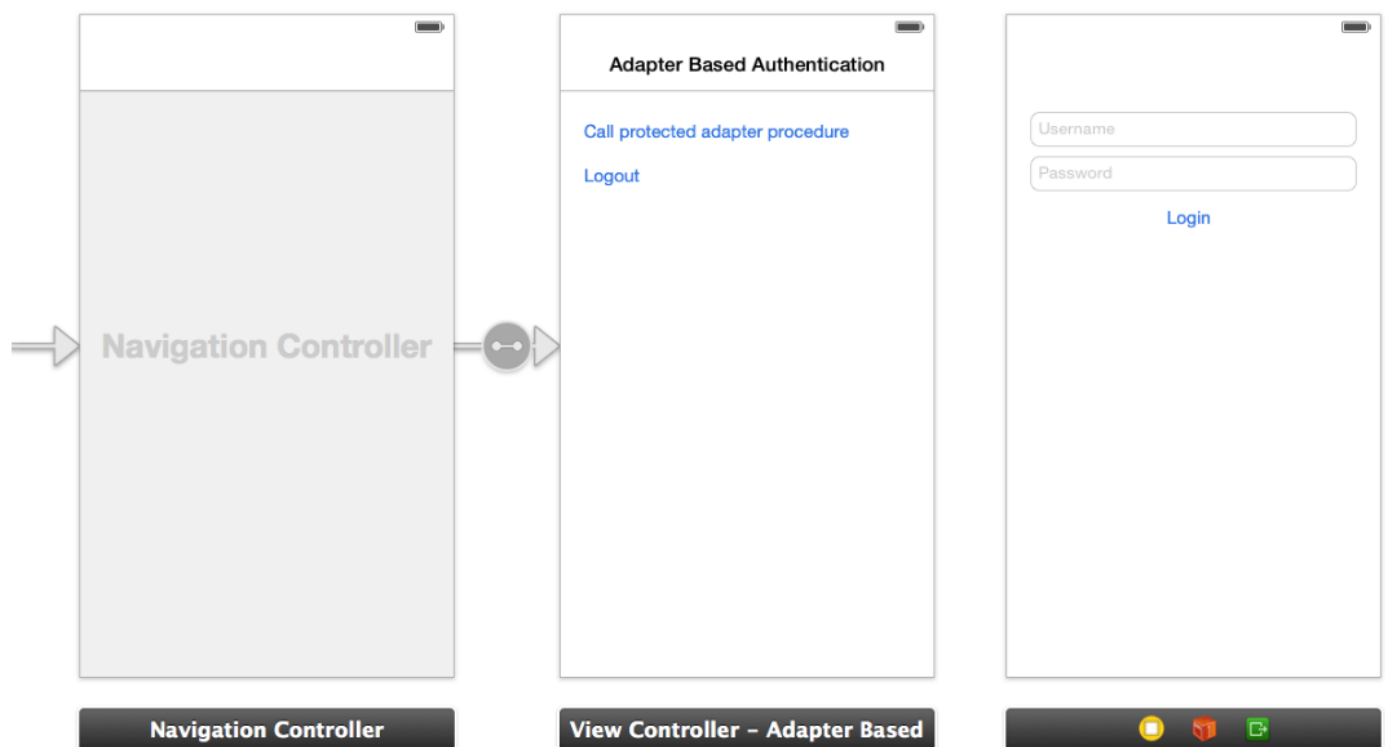 Navigation Controller
Navigation Controller
Adapter Based Authentication
Call protected adapter procedure
Logout
View Controller – Adapter Based
Username
Password
Login